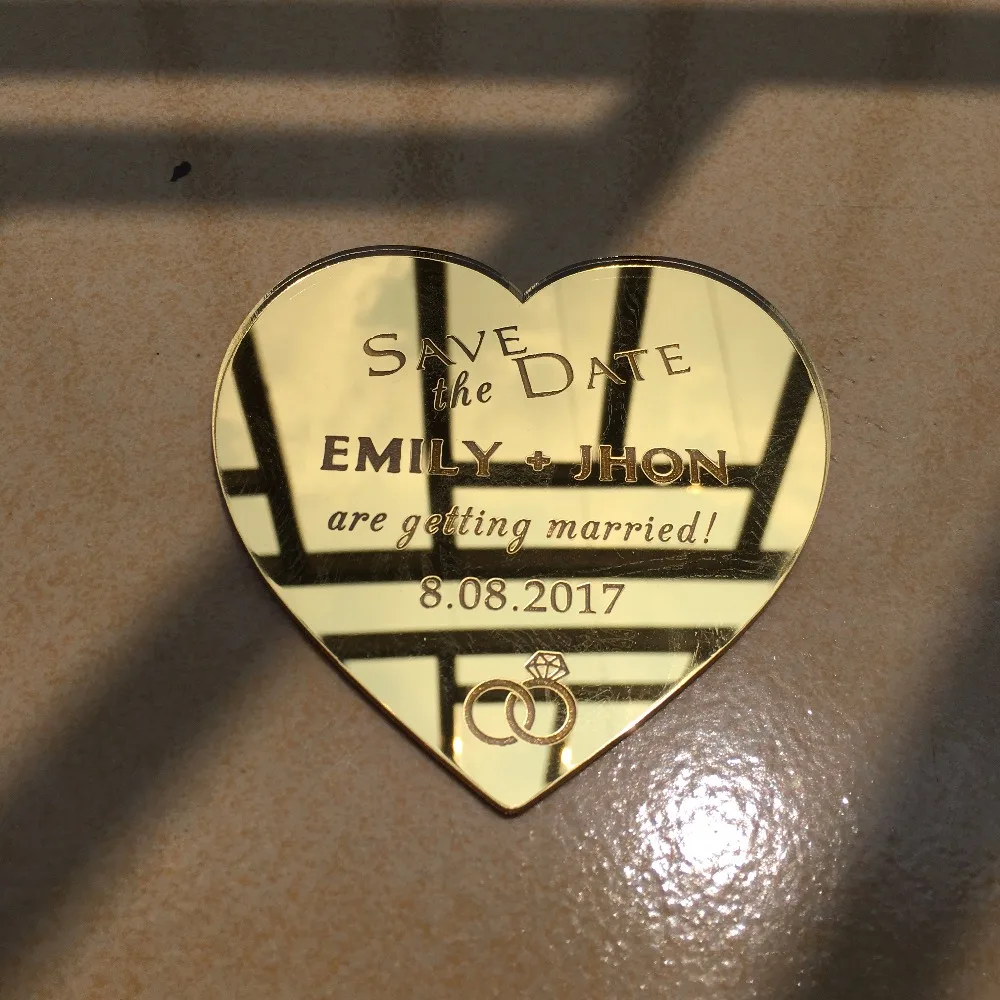 SAVE
the DATE
EMILY + JHON
are getting married!
8.08.2017